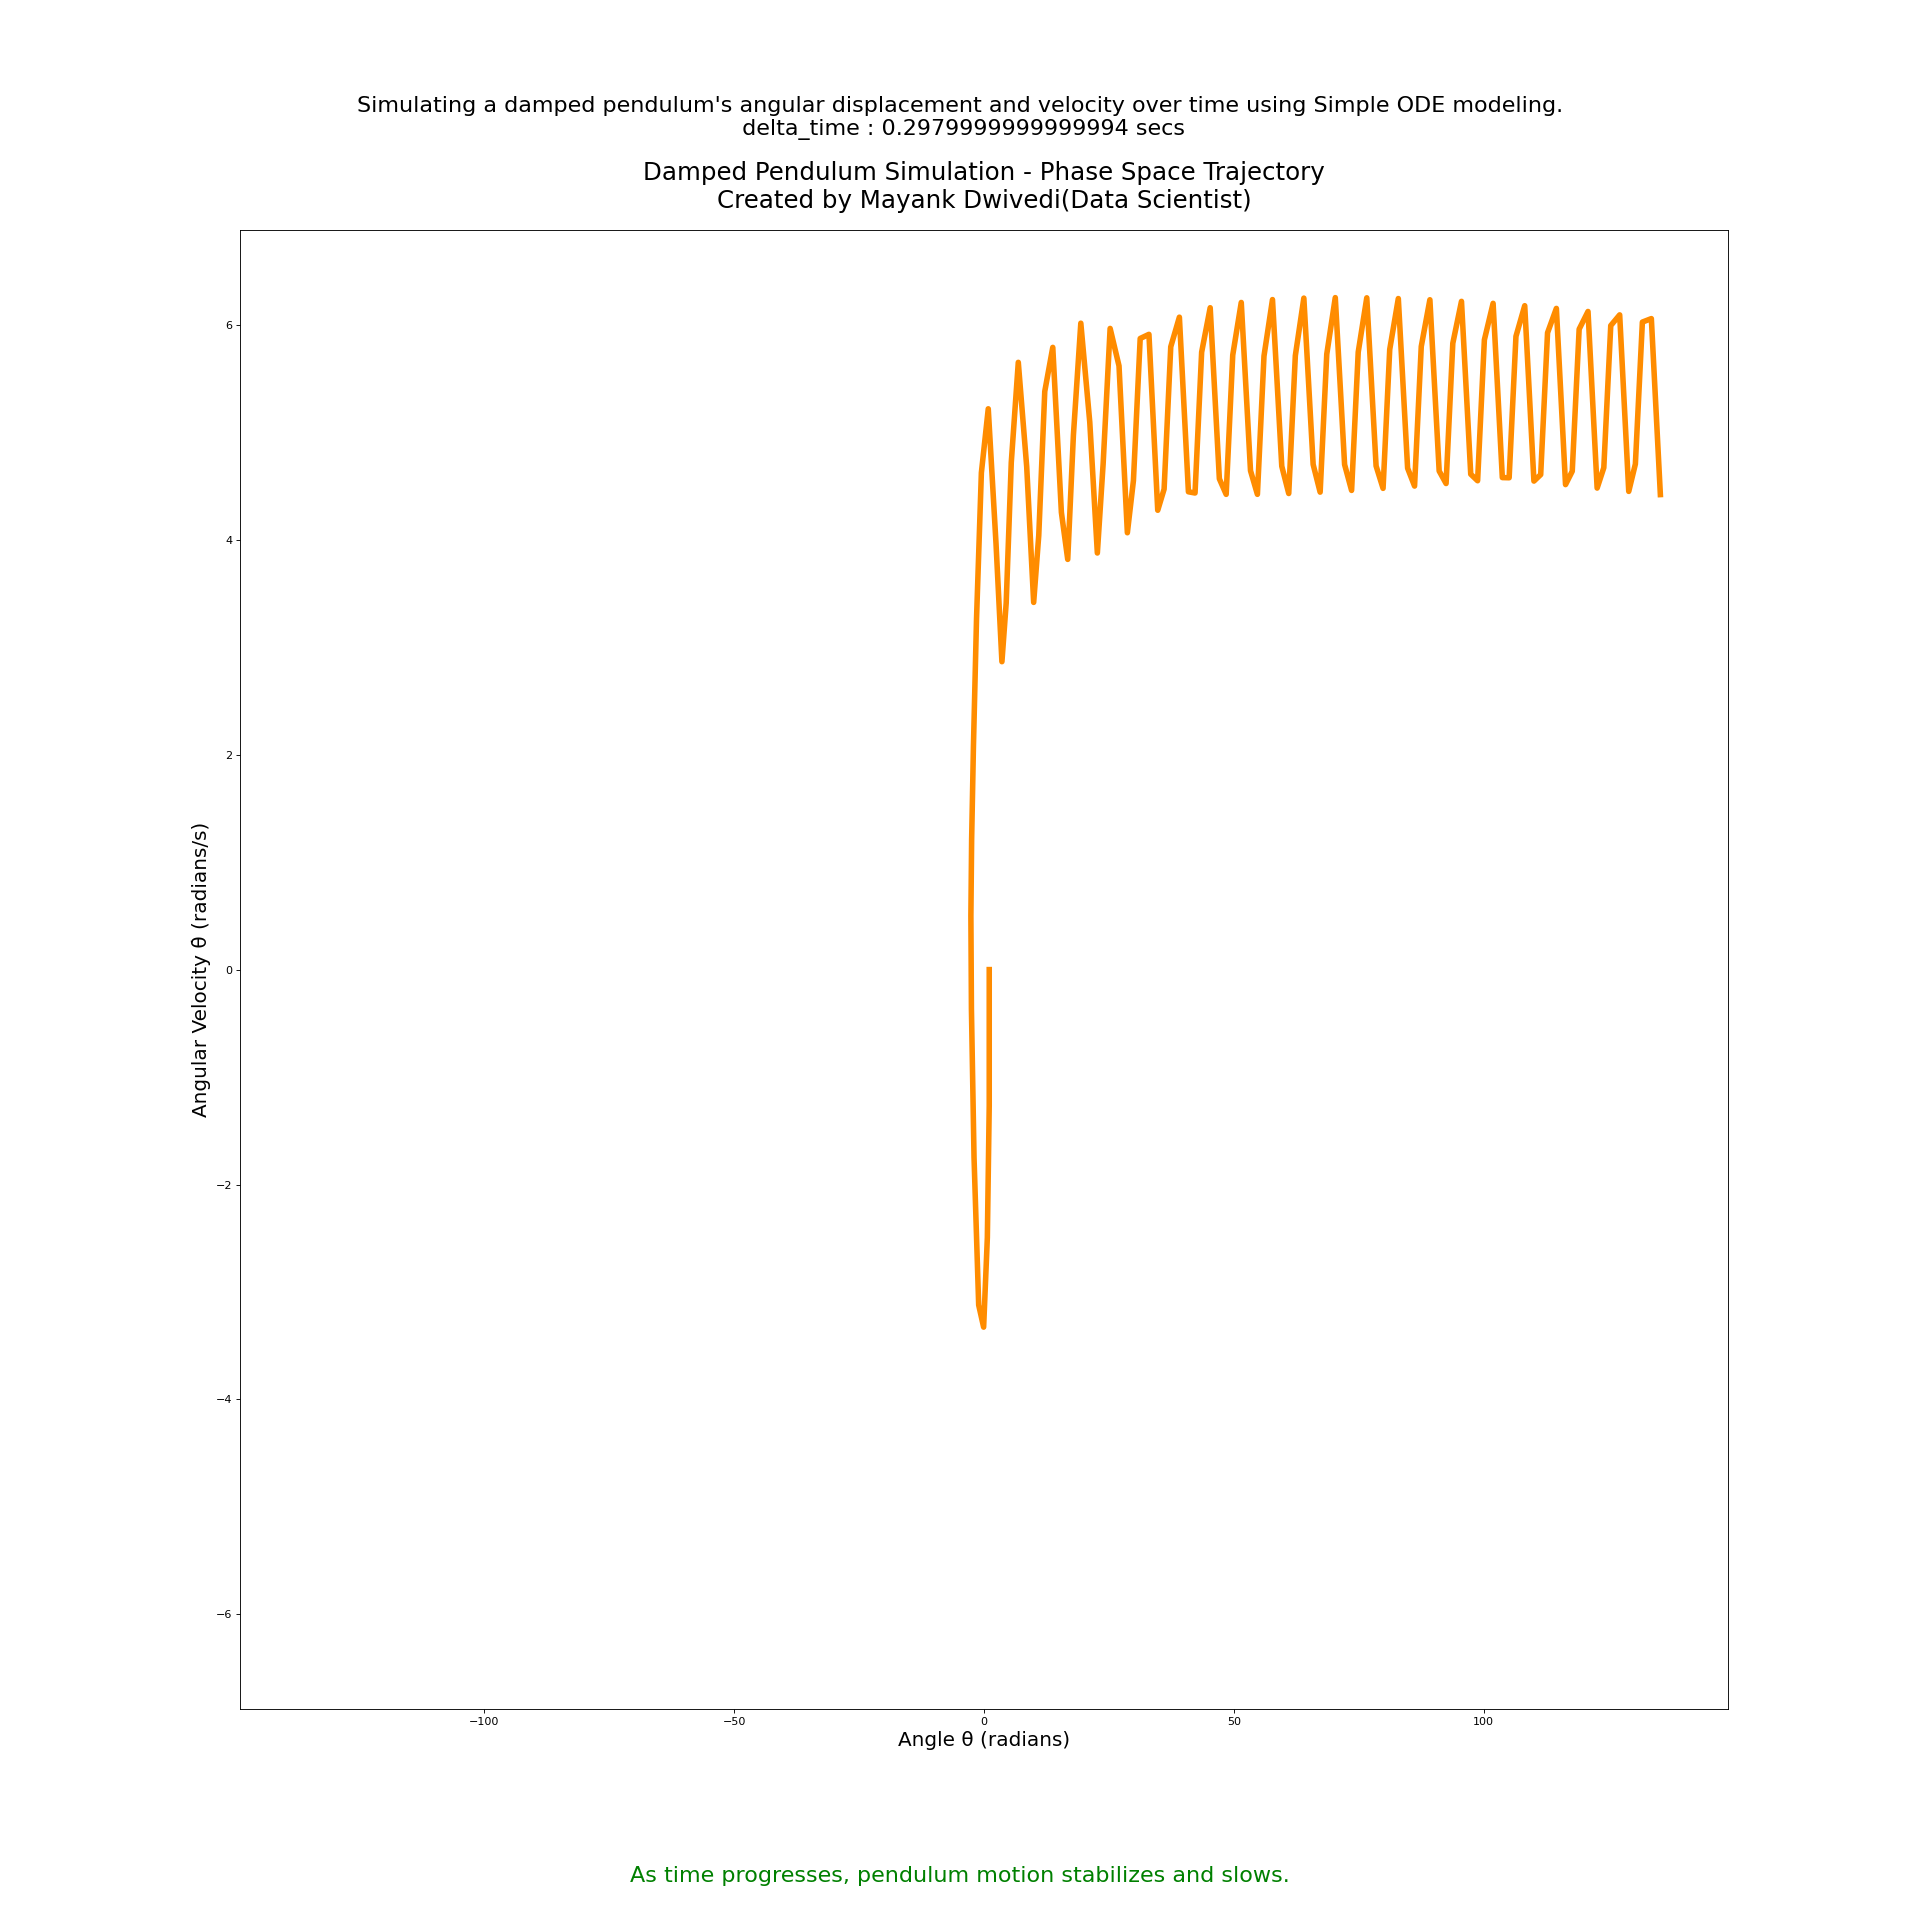 Simulating a damped pendulum's angular displacement and velocity over time using Simple ODE modeling.
delta_time : 0.2979999999999994 secs
Damped Pendulum Simulation - Phase Space Trajectory
Created by Mayank Dwivedi(Data Scientist)
6
4
2
0
−2
−4
−6
Angular Velocity θ (radians/s)
−100
−50
0
50
100
Angle θ (radians)
As time progresses, pendulum motion stabilizes and slows.